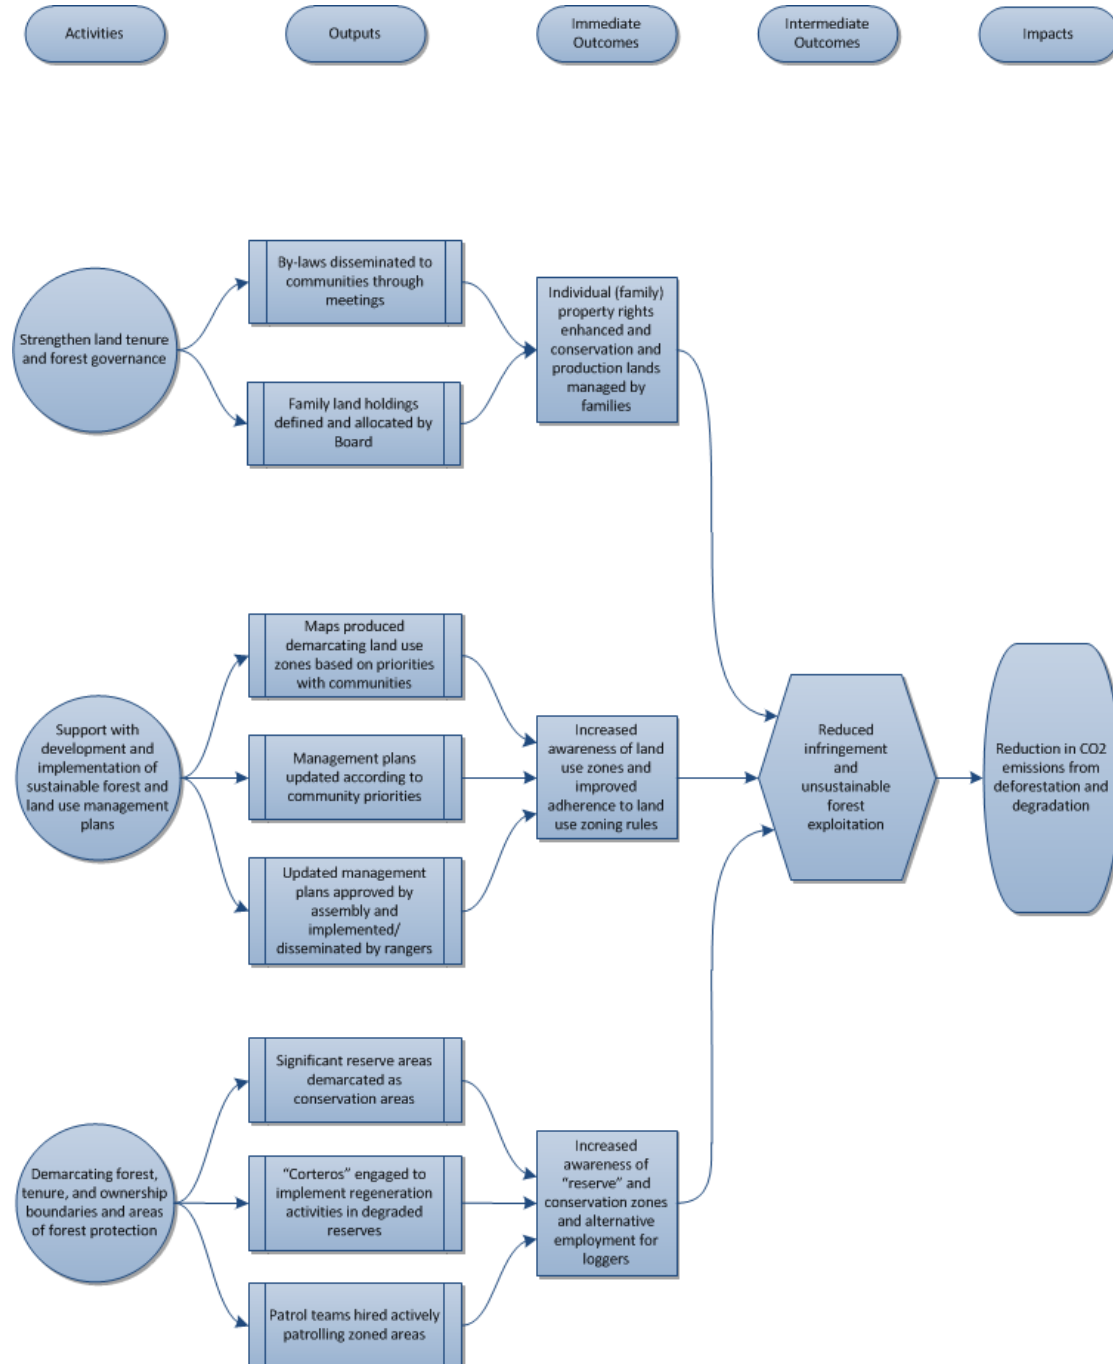 Activities
Outputs
Immediate
Outcomes
Intermediate
Outcomes
Impacts
Strengthen land tenure
and forest governance
By-laws disseminated to
communities through
meetings
Family land holdings
defined and allocated by
Board
Individual (family)
property rights
enhanced and
conservation and
production lands
managed by
families
Support with
development and
implementation of
sustainable forest and
land use management
plans
Maps produced
demarcating land use
zones based on priorities
with communities
Management plans
updated according to
community priorities
Updated management
plans approved by
assembly and
implemented/
disseminated by rangers
Increased
awareness of land
use zones and
improved
adherence to land
use zoning rules
Reduced
infringement
and
unsustainable
forest
exploitation
Reduction in CO2
emissions from
deforestation and
degradation
Demarcating forest,
tenure, and ownership
boundaries and areas
of forest protection
Significant reserve areas
demarcated as
conservation areas
“Corteros” engaged to
implement regeneration
activities in degraded
reserves
Patrol teams hired actively
patrolling zoned areas
Increased
awareness of
“reserve” and
conservation zones
and alternative
employment for
loggers